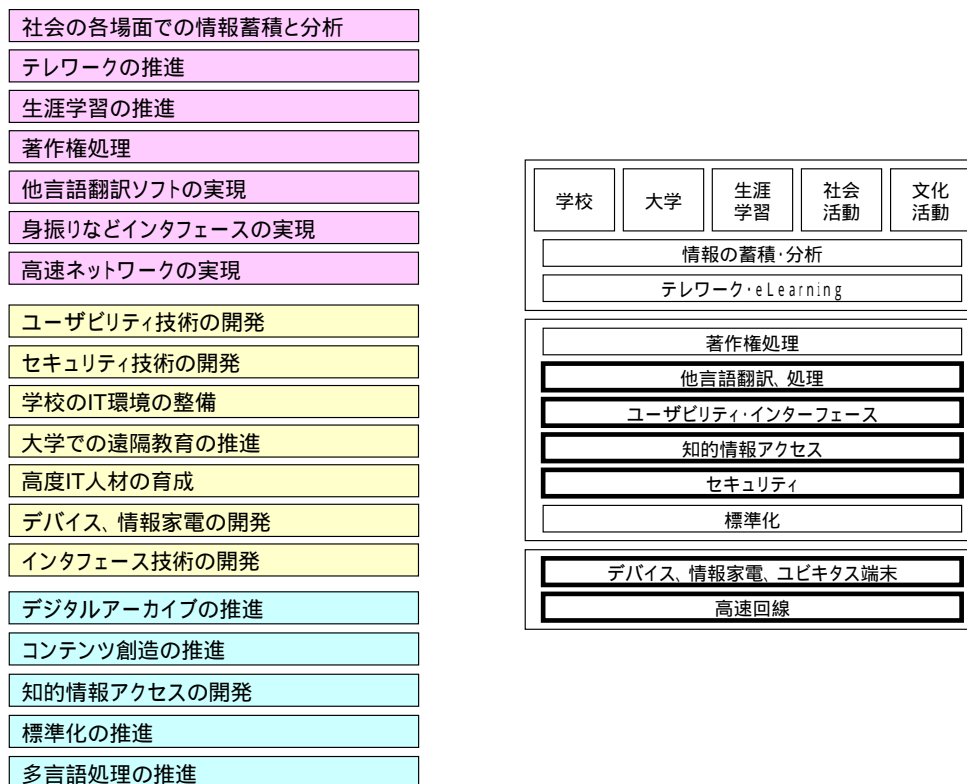 社会の各場面での情報蓄積と分析
テレワークの推進
生涯学習の推進
著作権処理
他言語翻訳ソフトの実現
身振りなどインタフェースの実現
高速ネットワークの実現
ユーザビリティ技術の開発
セキュリティ技術の開発
学校のIT環境の整備
大学での遠隔教育の推進
高度IT人材の育成
デバイス、情報家電の開発
インタフェース技術の開発
デジタルアーカイブの推進
コンテンツ創造の推進
知的情報アクセスの開発
標準化の推進
多言語処理の推進
学校
大学
生涯
学習
社会
活動
文化
活動
情報の蓄積・分析
テレワーク・eLearning
著作権処理
他言語翻訳、処理
ユーザビリティ・インターフェース
知的情報アクセス
セキュリティ
標準化
デバイス、情報家電、ユビキタス端末
高速回線